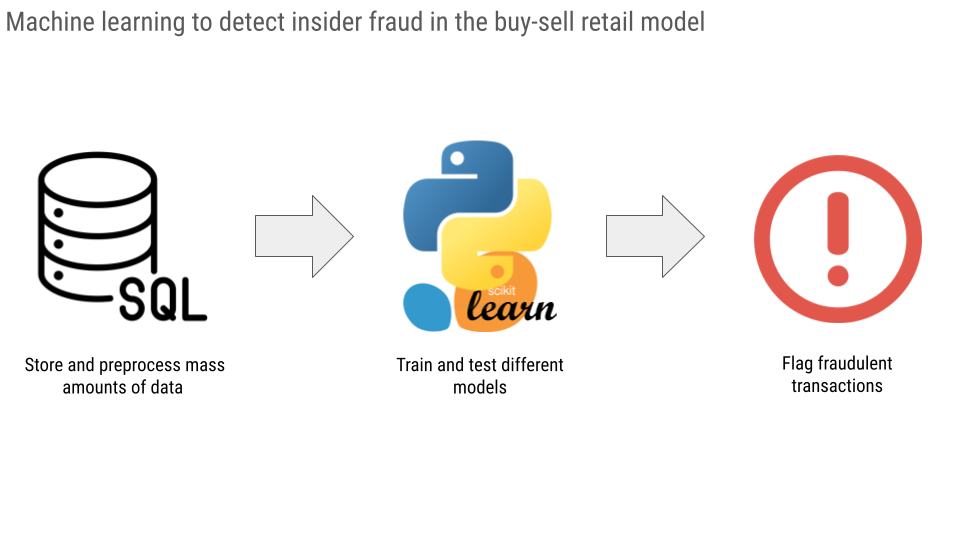 Machine learning to detect insider fraud in the buy-sell retail model
SQL
scikit
learn
Store and preprocess mass
amounts of data
Train and test different
models
Flag fraudulent
transactions